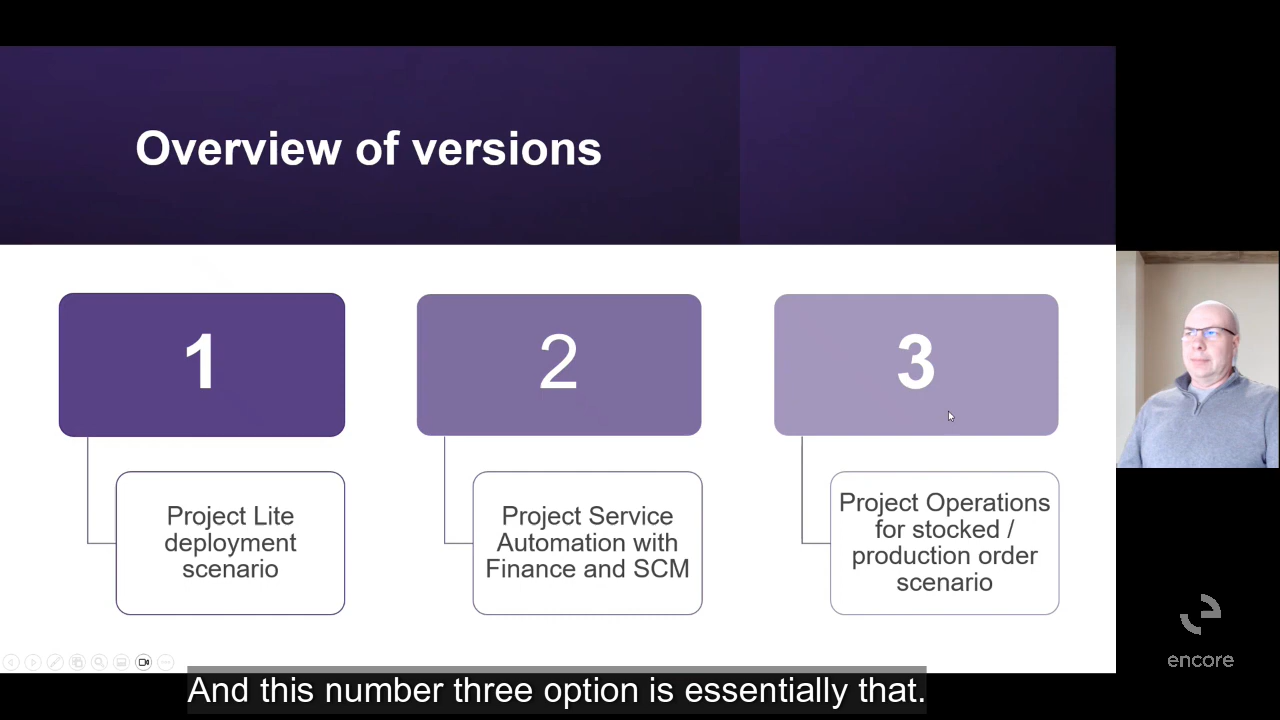 Overview of versions
1
2
3
Project Lite
deployment
scenario
Project Service
Automation with
Finance and SCM
Project Operations
for stocked /
production order
scenario
encore
And this number three option is essentially that.